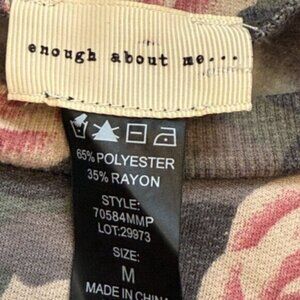 enough about me...
65% POLYESTER
35% RAYON
STYLE:
70584MMP
LOT:29973
SIZE:
M
MADE IN CHINA